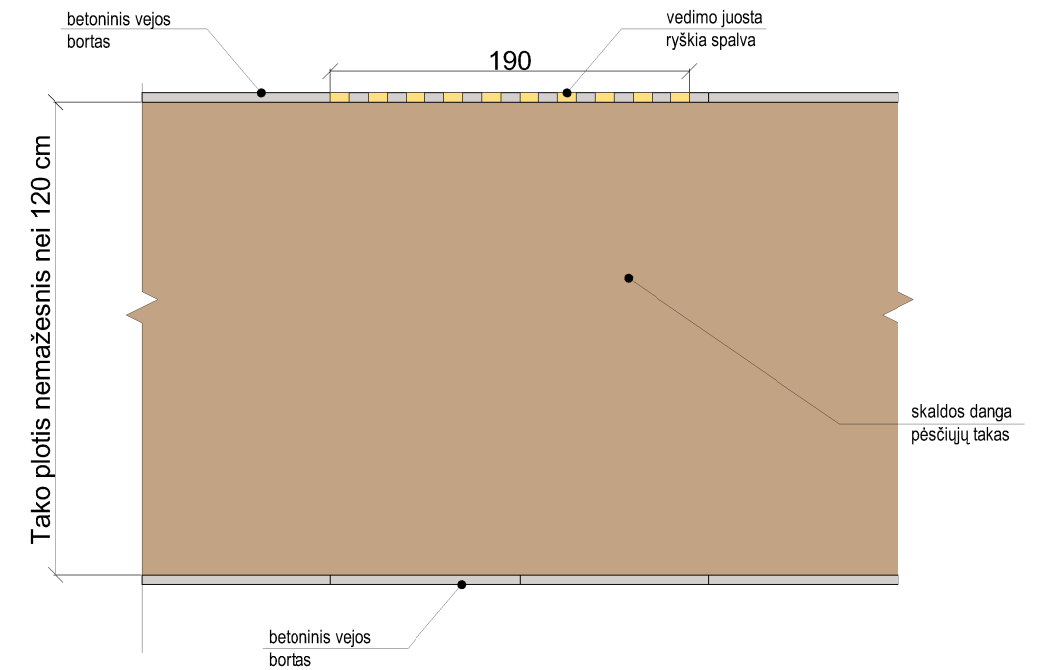 betoninis vejos
bortas
190
vedimo juosta
ryškia spalva
Tako plotis nemažesnis nei 120 cm
skaldos danga
pėsčiųjų takas
betoninis vejos
bortas